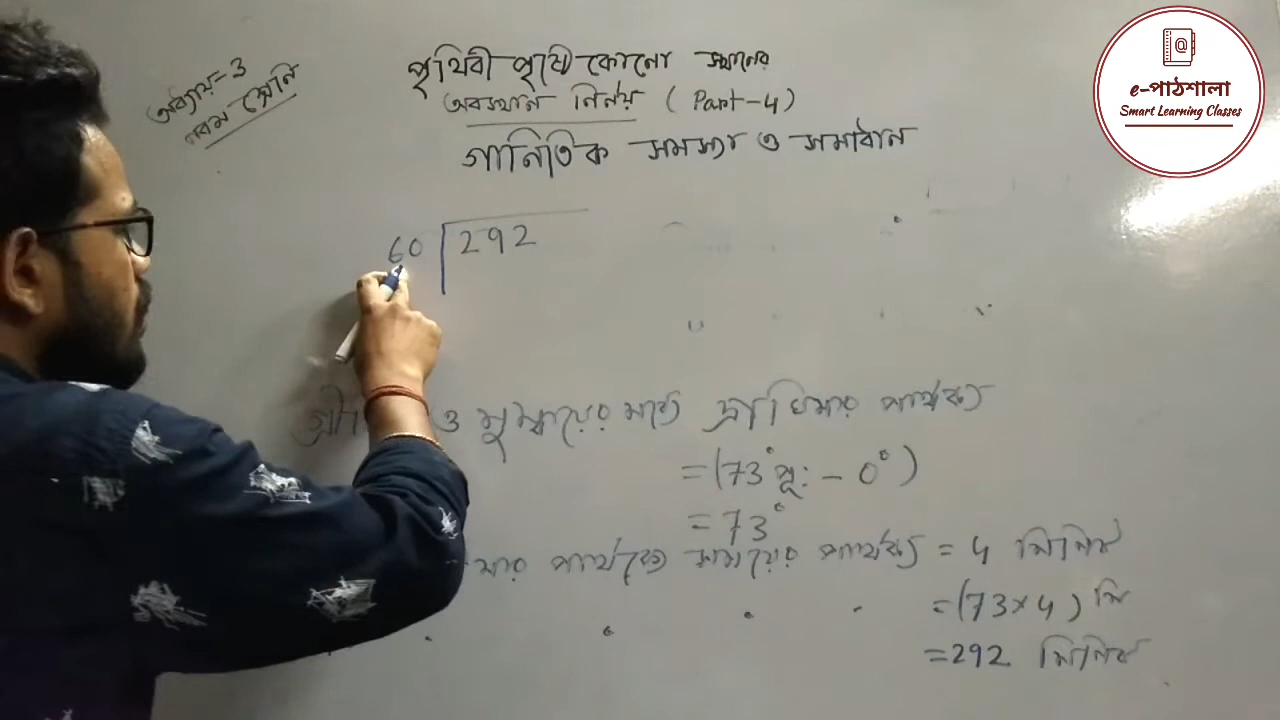 অধ্যায়-3
নবম শ্রেনি
পৃথিবী পৃষ্ঠে কোনো স্থানের
অবস্থান নির্নয় (Part-4)
গানিতিক সমস্যা ও সমাধান
e-পাঠশালা
Smart Learning Classes
60 292
ও মুম্বায়ের মধ্যে দ্রাঘিমার পার্থক্য
=(73° পূ: - 0°)
= 73°
পার্থক্যে সময়ের পার্থক্য = 4 মিনিট
=(73×4) মি
=292 মিনিট